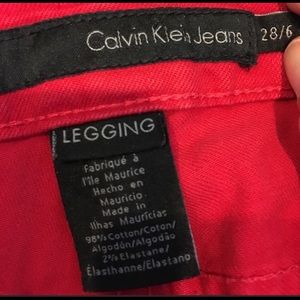 Calvin Klein Jeans
28/6
LEGGING
Fabriqué à
l'île Maurice
Hecho en
Mauricio
Made in
Ilhas Maurícias
98% Cotton/Coton/
Algodón/Algodão
2% Elastane/
Elasthanne/Elastano